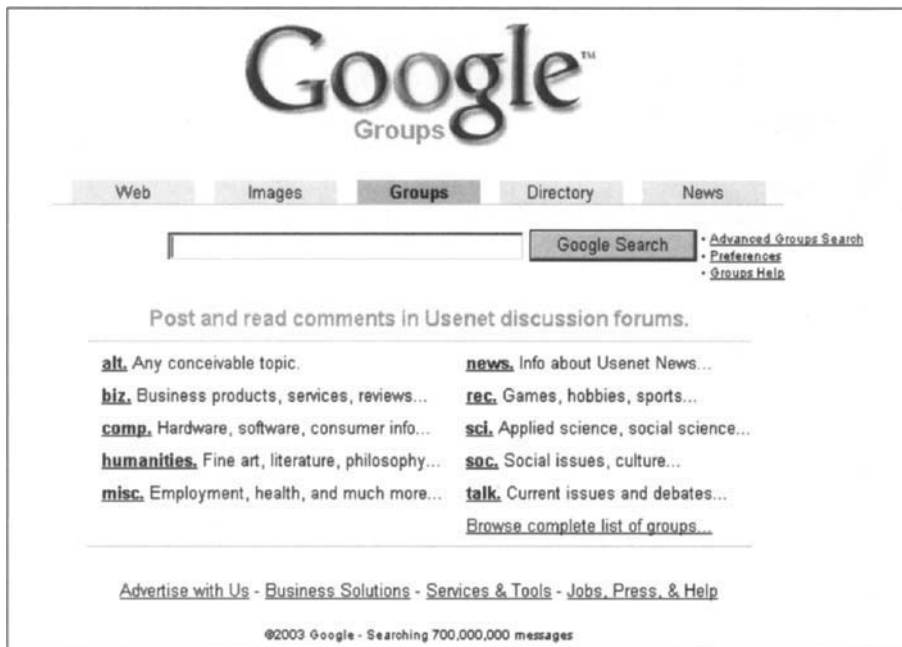 Google™
Groups
Web Images Groups Directory News
Google Search
• Advanced Groups Search
• Preferences
• Groups Help
Post and read comments in Usenet discussion forums.
alt. Any conceivable topic.
biz. Business products, services, reviews...
comp. Hardware, software, consumer info...
humanities. Fine art, literature, philosophy...
misc. Employment, health, and much more...
news. Info about Usenet News...
rec. Games, hobbies, sports...
sci. Applied science, social science...
soc. Social issues, culture...
talk. Current issues and debates...
Browse complete list of groups...
Advertise with Us - Business Solutions - Services & Tools - Jobs, Press, & Help
©2003 Google - Searching 700,000,000 messages